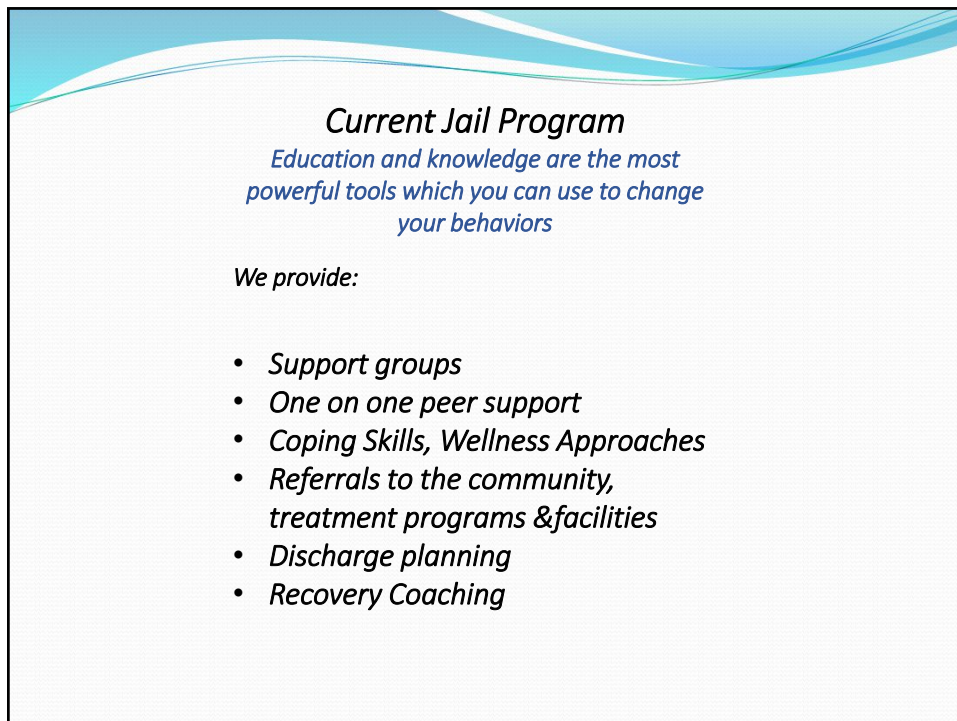 Current Jail Program
Education and knowledge are the most
powerful tools which you can use to change
your behaviors
We provide:
• Support groups
• One on one peer support
• Coping Skills, Wellness Approaches
• Referrals to the community,
treatment programs &facilities
• Discharge planning
• Recovery Coaching